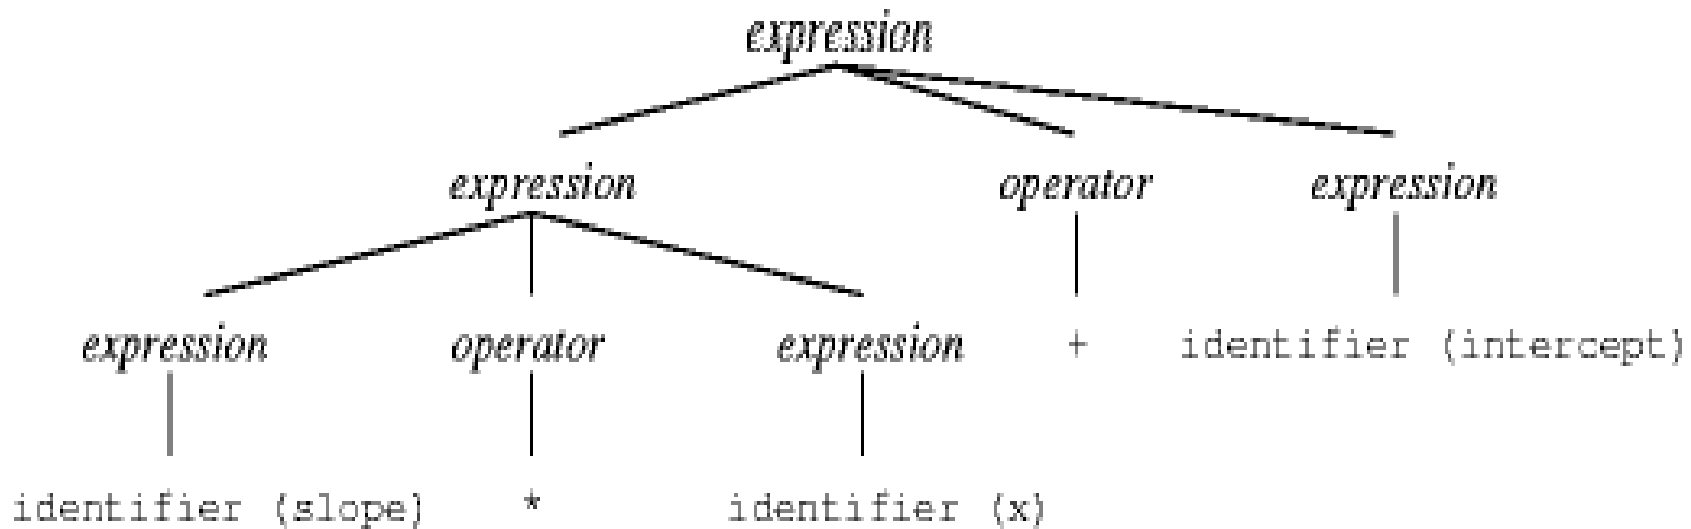 expression
expression operator expression
expression operator expression + identifier (intercept)
identifier (slope) * identifier (x)